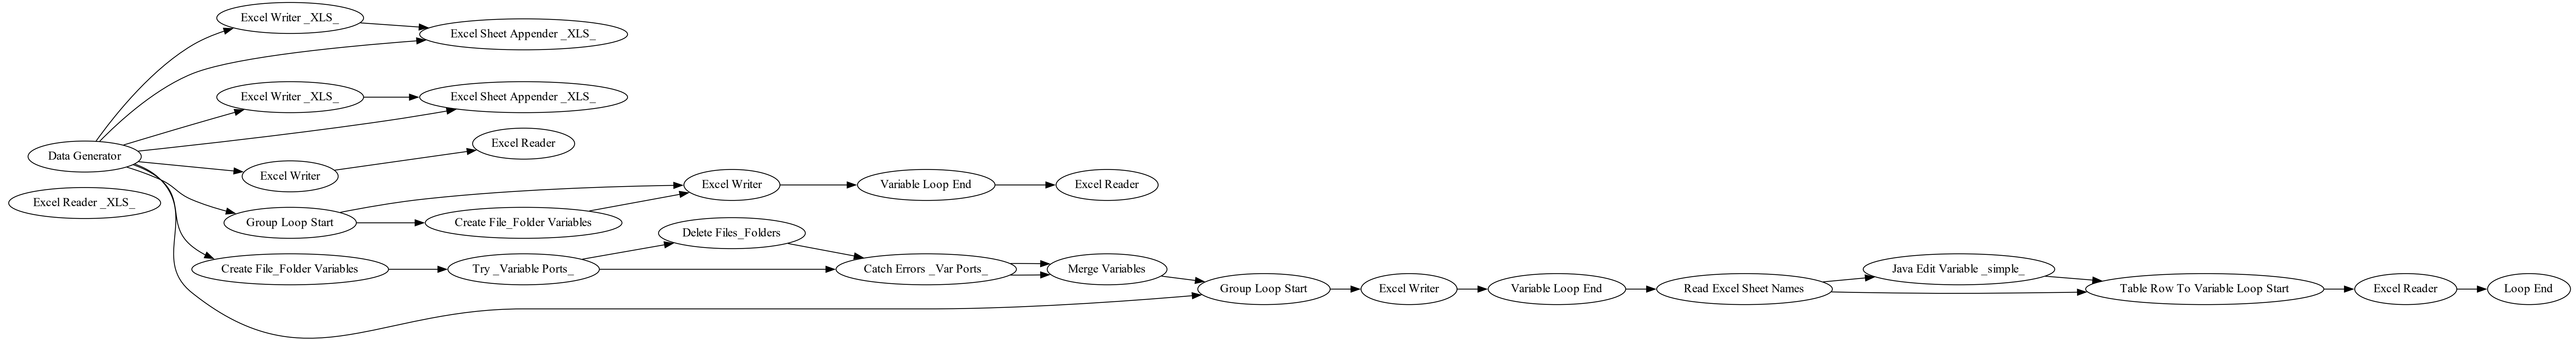 Excel Writer _XLS_
Excel Sheet Appender _XLS_
Excel Writer _XLS_
Excel Sheet Appender _XLS_
Data Generator
Excel Reader
Excel Writer
Excel Reader _XLS_
Excel Writer
Variable Loop End
Excel Reader
Group Loop Start
Create File_Folder Variables
Delete Files_Folders
Create File_Folder Variables
Try _Variable Ports_
Catch Errors _Var Ports_
Merge Variables
Group Loop Start
Excel Writer
Variable Loop End
Read Excel Sheet Names
Java Edit Variable _simple_
Table Row To Variable Loop Start
Excel Reader
Loop End